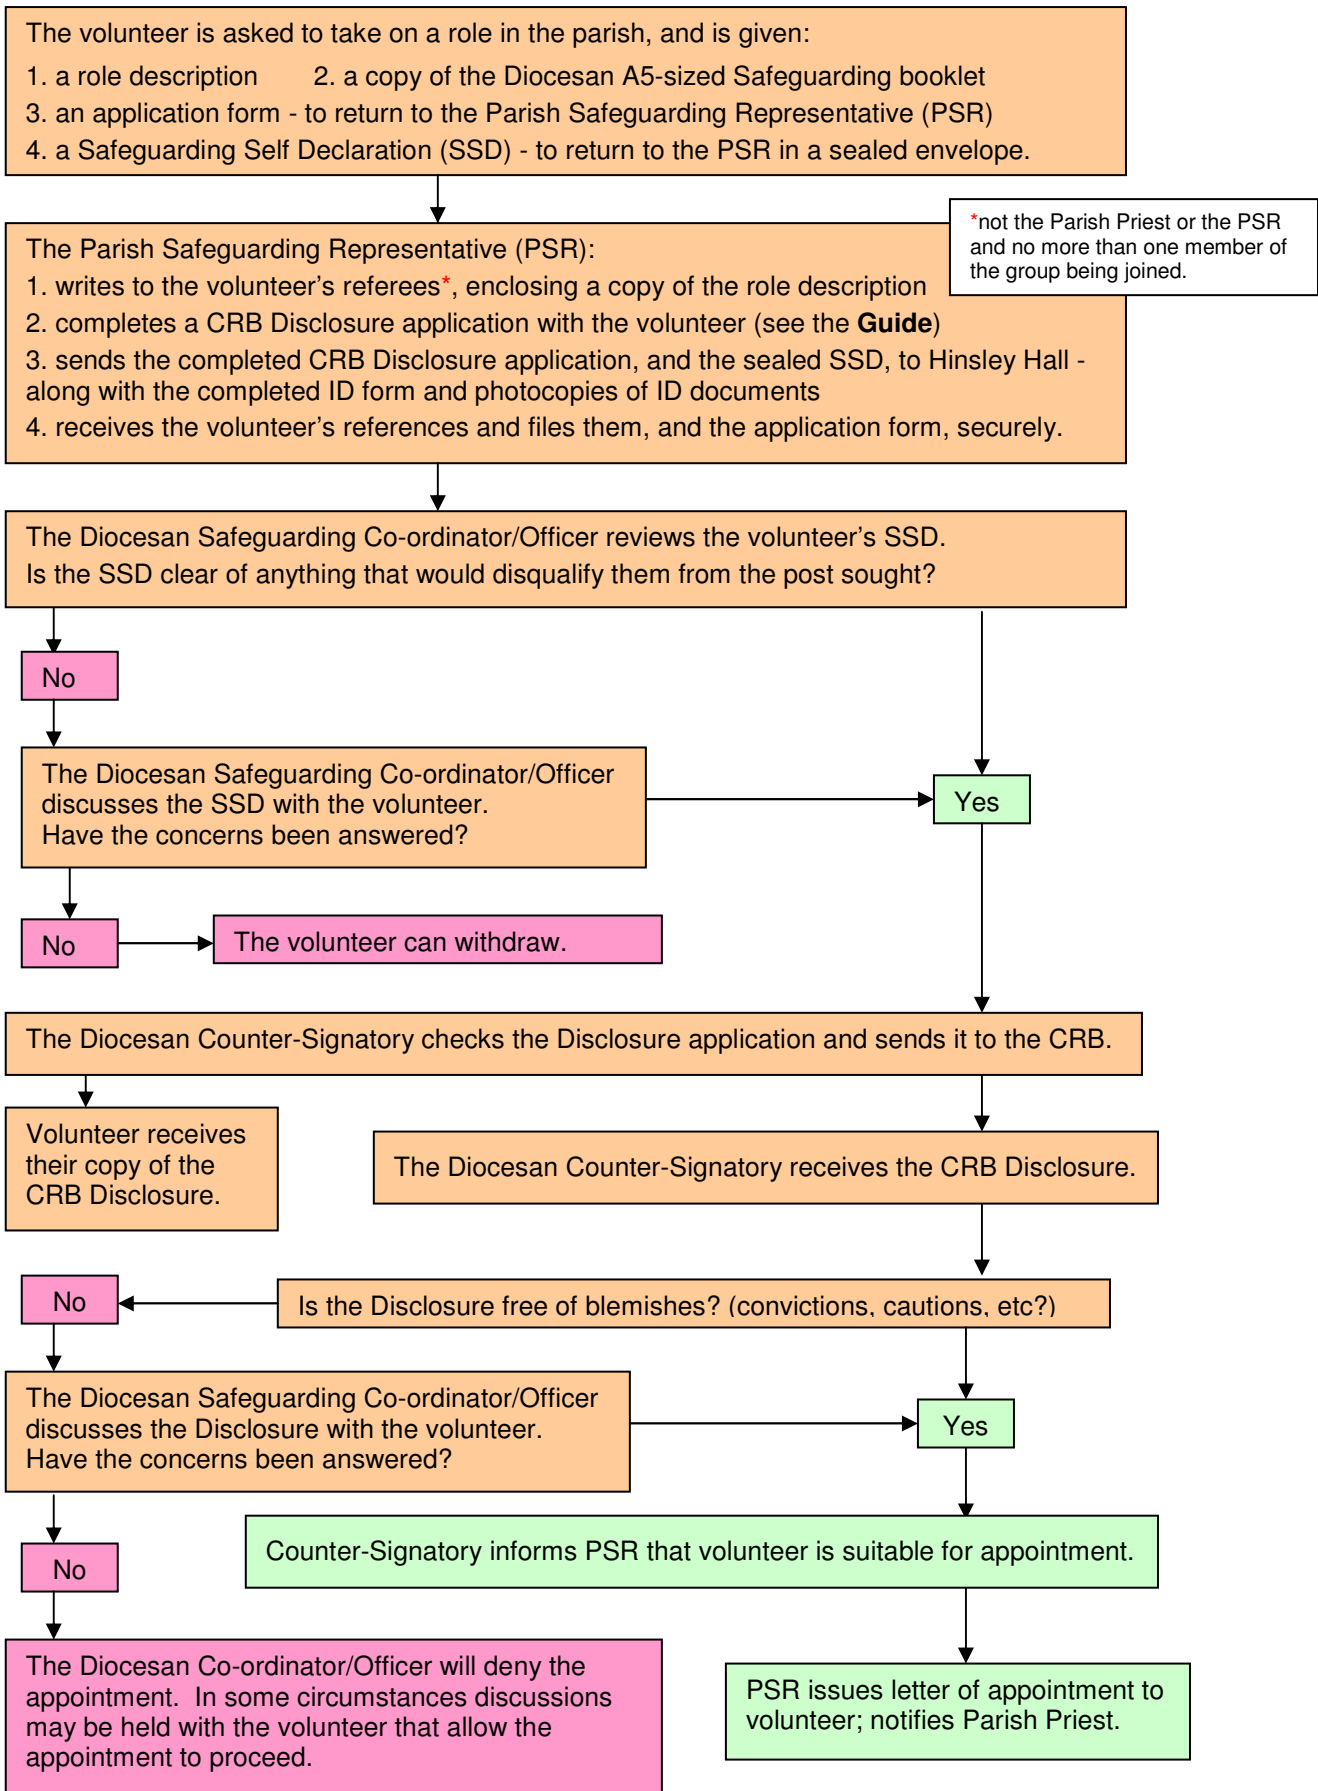 The volunteer is asked to take on a role in the parish, and is given:
1. a role description 2. a copy of the Diocesan A5-sized Safeguarding booklet
3. an application form - to return to the Parish Safeguarding Representative (PSR)
4. a Safeguarding Self Declaration (SSD) - to return to the PSR in a sealed envelope.
*not the Parish Priest or the PSR
and no more than one member of
the group being joined.
The Parish Safeguarding Representative (PSR):
1. writes to the volunteer's referees*, enclosing a copy of the role description
2. completes a CRB Disclosure application with the volunteer (see the Guide)
3. sends the completed CRB Disclosure application, and the sealed SSD, to Hinsley Hall -
along with the completed ID form and photocopies of ID documents
4. receives the volunteer's references and files them, and the application form, securely.
The Diocesan Safeguarding Co-ordinator/Officer reviews the volunteer's SSD.
Is the SSD clear of anything that would disqualify them from the post sought?
No
The Diocesan Safeguarding Co-ordinator/Officer
discusses the SSD with the volunteer.
Have the concerns been answered?
Yes
No
The volunteer can withdraw.
The Diocesan Counter-Signatory checks the Disclosure application and sends it to the CRB.
Volunteer receives
their copy of the
CRB Disclosure.
The Diocesan Counter-Signatory receives the CRB Disclosure.
No
Is the Disclosure free of blemishes? (convictions, cautions, etc?)
The Diocesan Safeguarding Co-ordinator/Officer
discusses the Disclosure with the volunteer.
Have the concerns been answered?
Yes
Counter-Signatory informs PSR that volunteer is suitable for appointment.
No
The Diocesan Co-ordinator/Officer will deny the
appointment. In some circumstances discussions
may be held with the volunteer that allow the
appointment to proceed.
PSR issues letter of appointment to
volunteer; notifies Parish Priest.